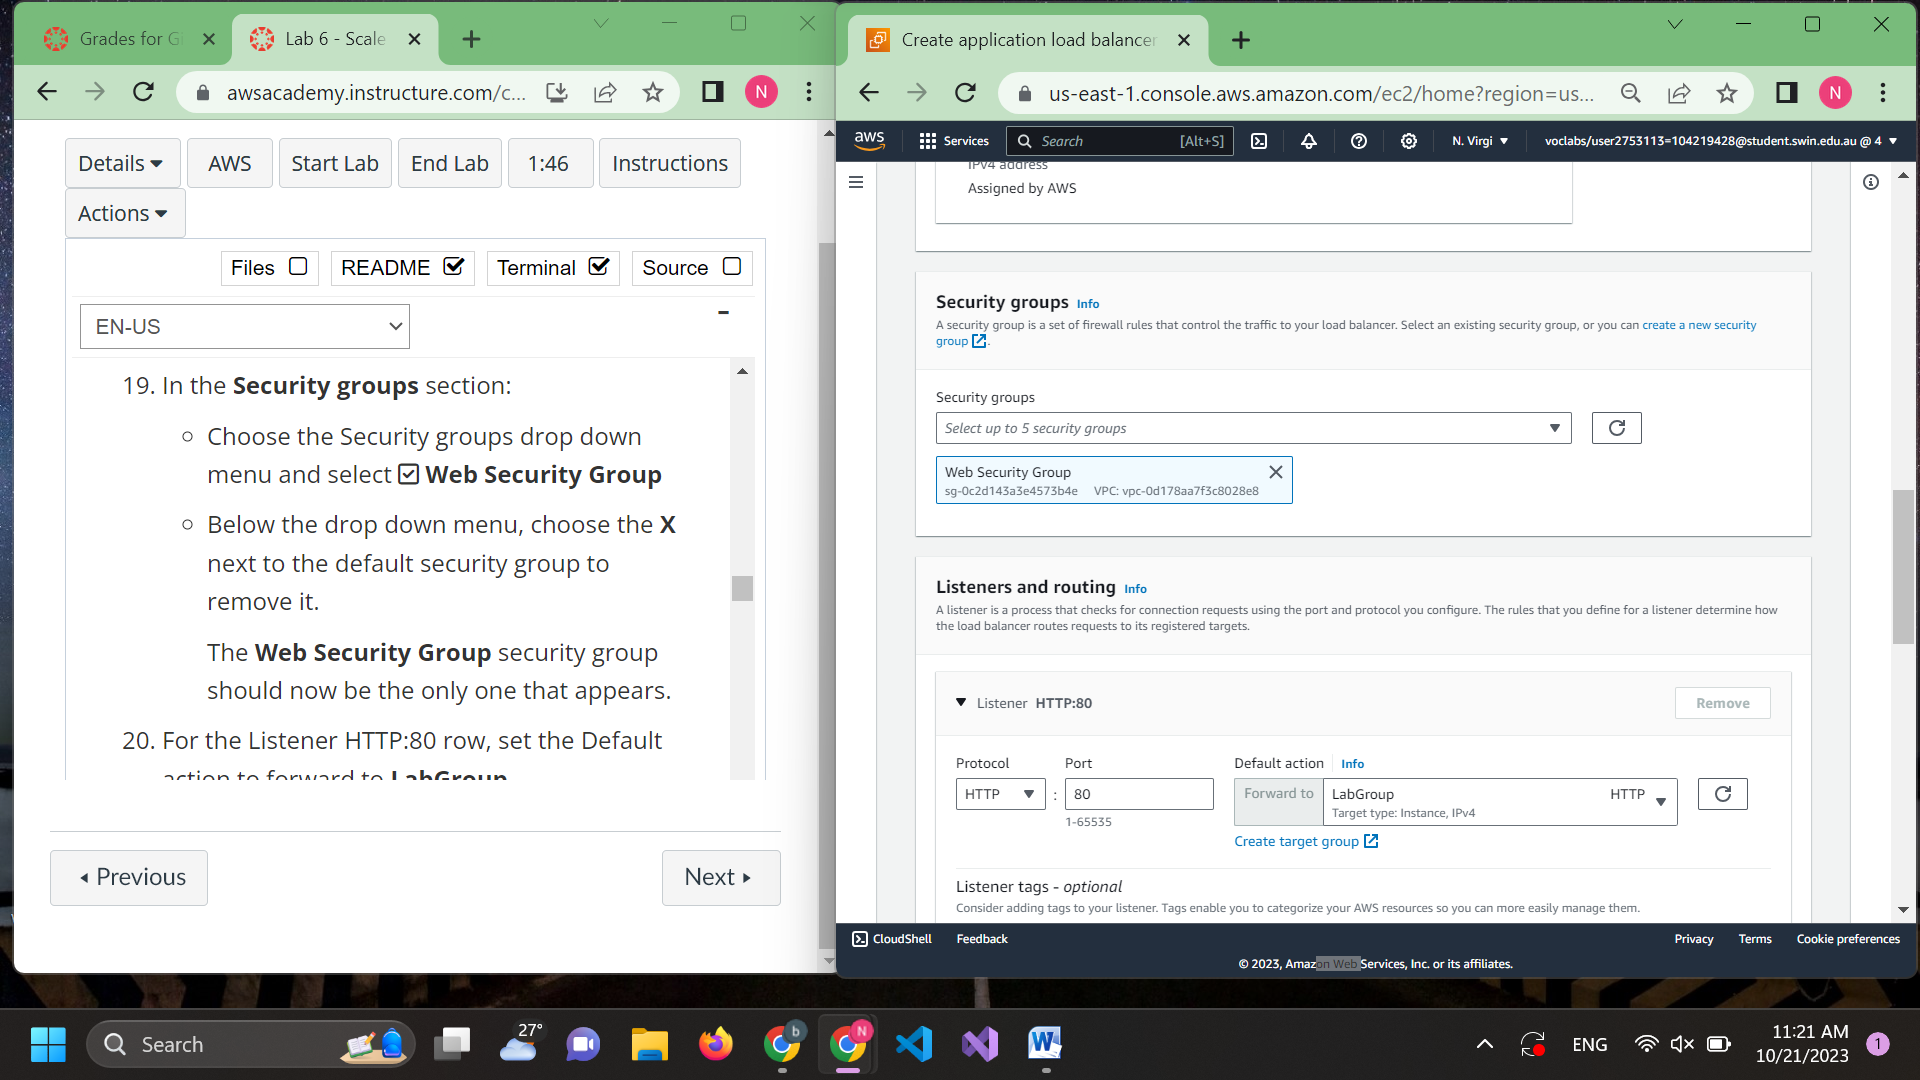 Grades for Gi
Lab 6 - Scale
awsacademy.instructure.com/c...
N
Details
AWS
Start Lab
End Lab
1:46
Instructions
Actions
Files
README
Terminal
Source
EN-US
19. In the Security groups section:
Choose the Security groups drop down
menu and select Web Security Group
Below the drop down menu, choose the X
next to the default security group to
remove it.
The Web Security Group security group
should now be the only one that appears.
20. For the Listener HTTP:80 row, set the Default
action to forward to LabGroup
Previous
Next
Create application load balancer
us-east-1.console.aws.amazon.com/ec2/home?region=us...
N
aws
Services
Search
[Alt+S]
N. Virgi
voclabs/user2753113=104219428@student.swin.edu.au @ 4
IPv4 address
Assigned by AWS
Security groups Info
A security group is a set of firewall rules that control the traffic to your load balancer. Select an existing security group, or you can create a new security
group .
Security groups
Select up to 5 security groups
Web Security Group
sg-0c2d143a3e4573b4e VPC: vpc-0d178aa7f3c8028e8
Listeners and routing Info
A listener is a process that checks for connection requests using the port and protocol you configure. The rules that you define for a listener determine how
the load balancer routes requests to its registered targets.
Listener HTTP:80
Remove
Protocol
Port
Default action Info
HTTP
:
80
1-65535
Forward to
LabGroup
HTTP
Target type: Instance, IPv4
Create target group
Listener tags - optional
Consider adding tags to your listener. Tags enable you to categorize your AWS resources so you can more easily manage them.
CloudShell
Feedback
Privacy
Terms
Cookie preferences
© 2023, Amazon Web Services, Inc. or its affiliates.
Search
27°
b
N
W
ENG
11:21 AM
10/21/2023
1